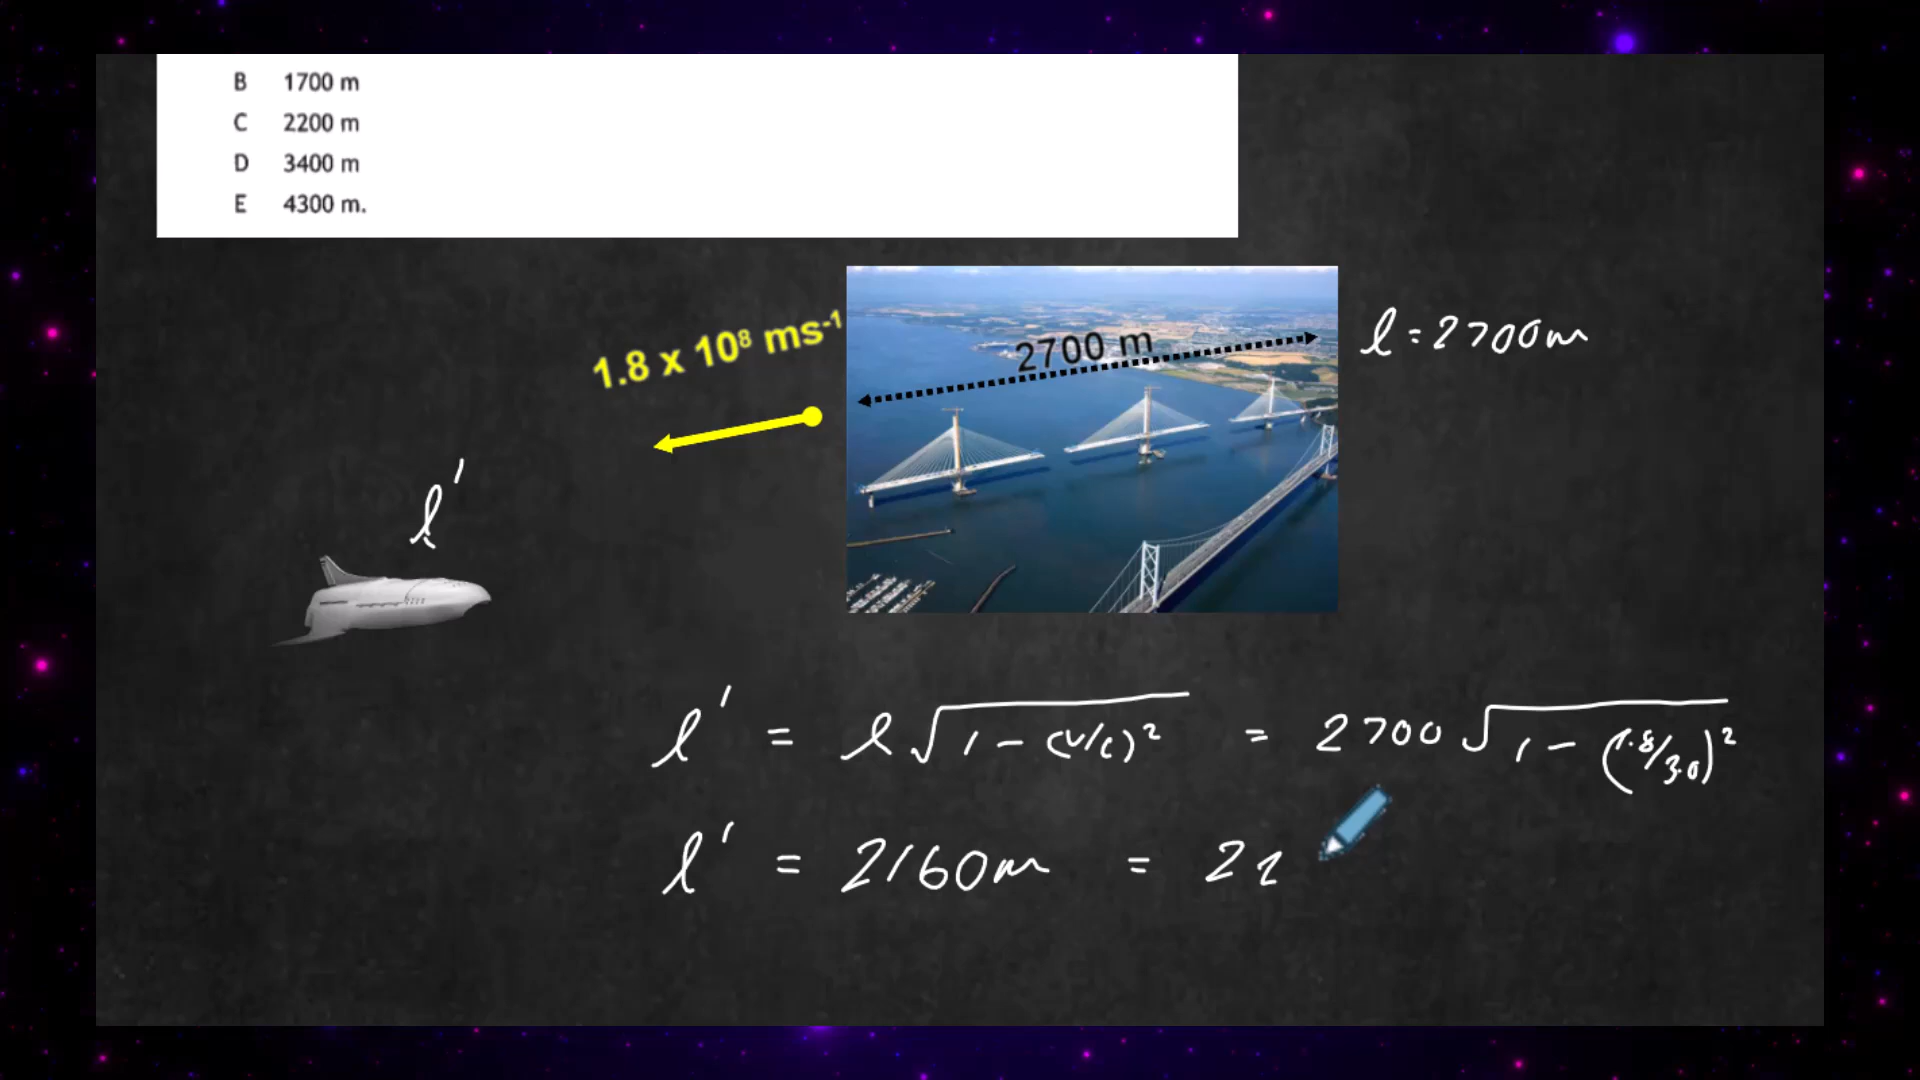 B 1700 m
C 2200 m
D 3400 m
E 4300 m.
1.8 x 10⁸ ms⁻¹
2700 m
l = 2700m
l'
l' = l√(1 - (v/c)²) = 2700√(1 - (1.8/3.0)²)
l' = 2160m = 22